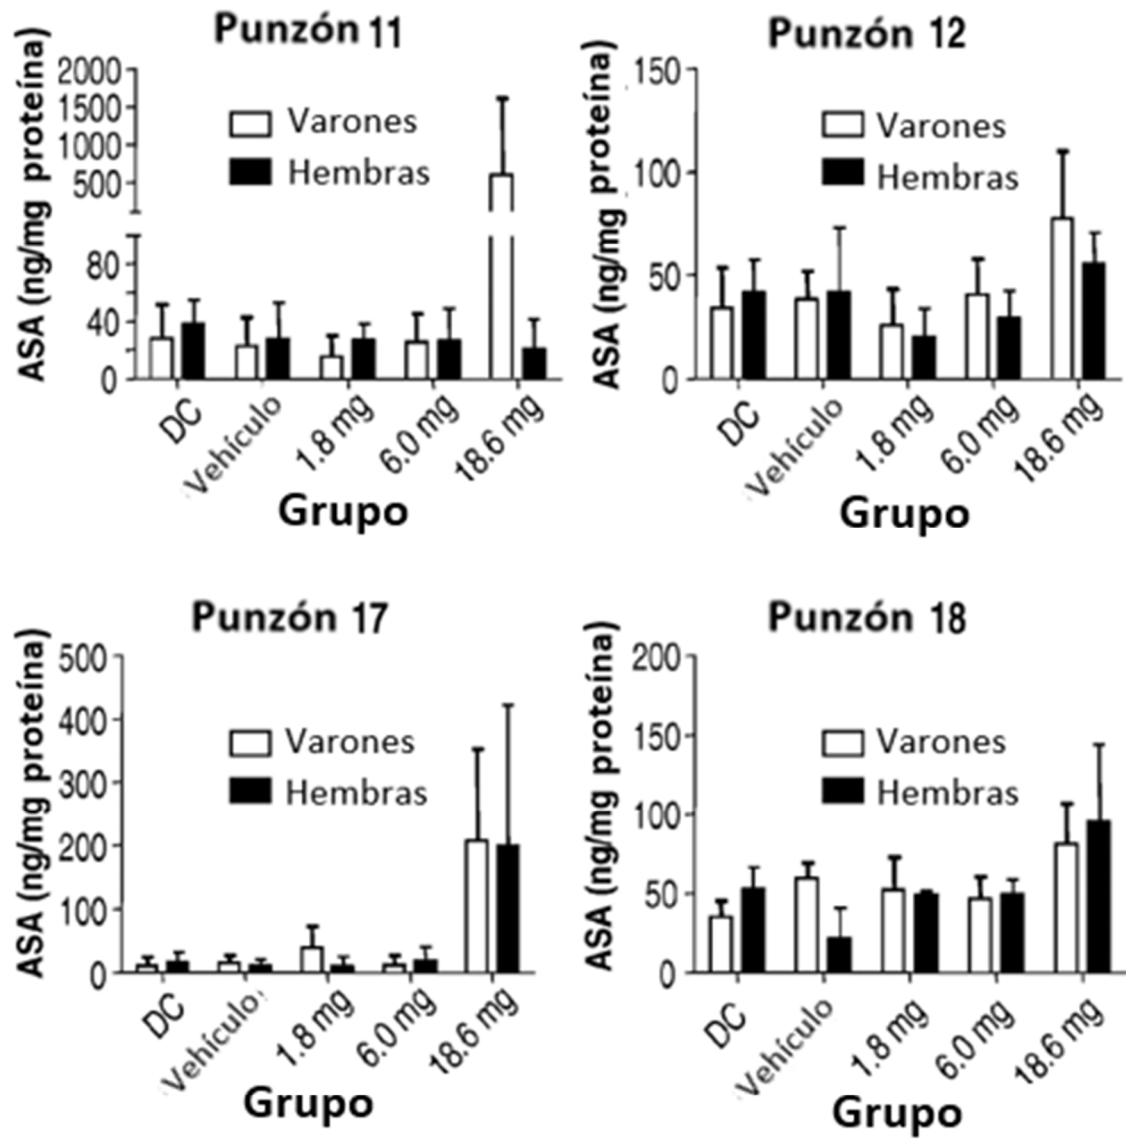 Punzón 11
ASA (ng/mg proteína)
2000
1500
1000
500
80
40
0
Varones
Hembras
DC
Vehículo
1.8 mg
6.0 mg
18.6 mg
Grupo
Punzón 12
ASA (ng/mg proteína)
150
100
50
0
Varones
Hembras
DC
Vehículo
1.8 mg
6.0 mg
18.6 mg
Grupo
Punzón 17
ASA (ng/mg proteína)
500
400
300
200
100
0
Varones
Hembras
DC
Vehículo
1.8 mg
6.0 mg
18.6 mg
Grupo
Punzón 18
ASA (ng/mg proteína)
200
150
100
50
0
Varones
Hembras
DC
Vehículo
1.8 mg
6.0 mg
18.6 mg
Grupo